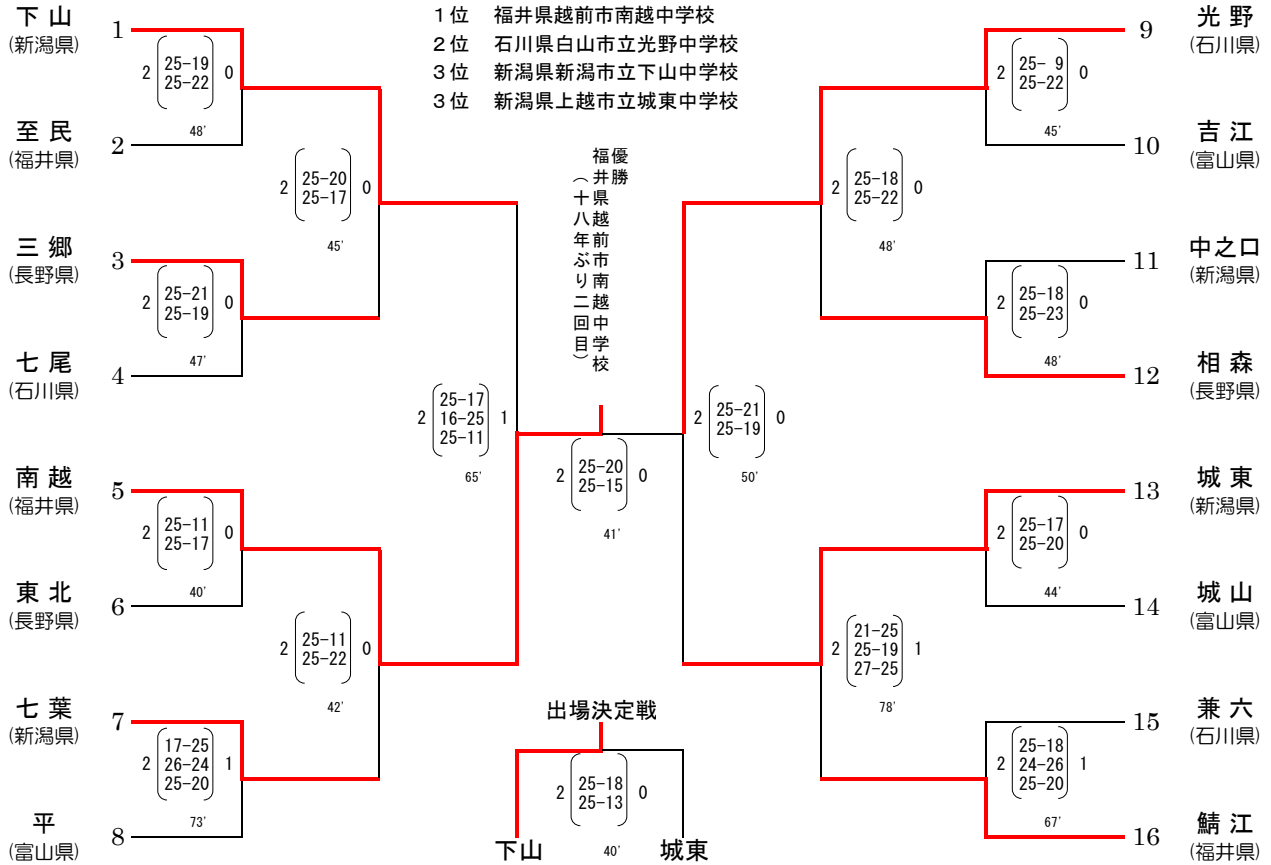 1位 福井県越前市南越中学校
2位 石川県白山市立光野中学校
3位 新潟県新潟市立下山中学校
3位 新潟県上越市立城東中学校
下山
(新潟県)
1
2 25-19 0
25-22
48'
至民
(福井県)
2
2 25-20 0
25-17
45'
三郷
(長野県)
3
2 25-21 0
25-19
47'
七尾
(石川県)
4
2 25-17 1
16-25
25-11
65'
南越
(福井県)
5
2 25-11 0
25-17
40'
東北
(長野県)
6
2 25-11 0
25-22
42'
七葉
(新潟県)
7
2 17-25 1
26-24
25-20
73'
平
(富山県)
8
優勝
福井県越前市南越中学校
(十八年ぶり二回目)
2 25-20 0
25-15
41'
出場決定戦
2 25-18 0
25-13
40'
下山
城東
9
光野
(石川県)
2 25- 9 0
25-22
45'
10
吉江
(富山県)
2 25-18 0
25-22
48'
11
中之口
(新潟県)
2 25-18 0
25-23
48'
12
相森
(長野県)
2 25-21 0
25-19
50'
13
城東
(新潟県)
2 25-17 0
25-20
44'
14
城山
(富山県)
2 21-25 1
25-19
27-25
78'
15
兼六
(石川県)
2 25-18 1
24-26
25-20
67'
16
鯖江
(福井県)